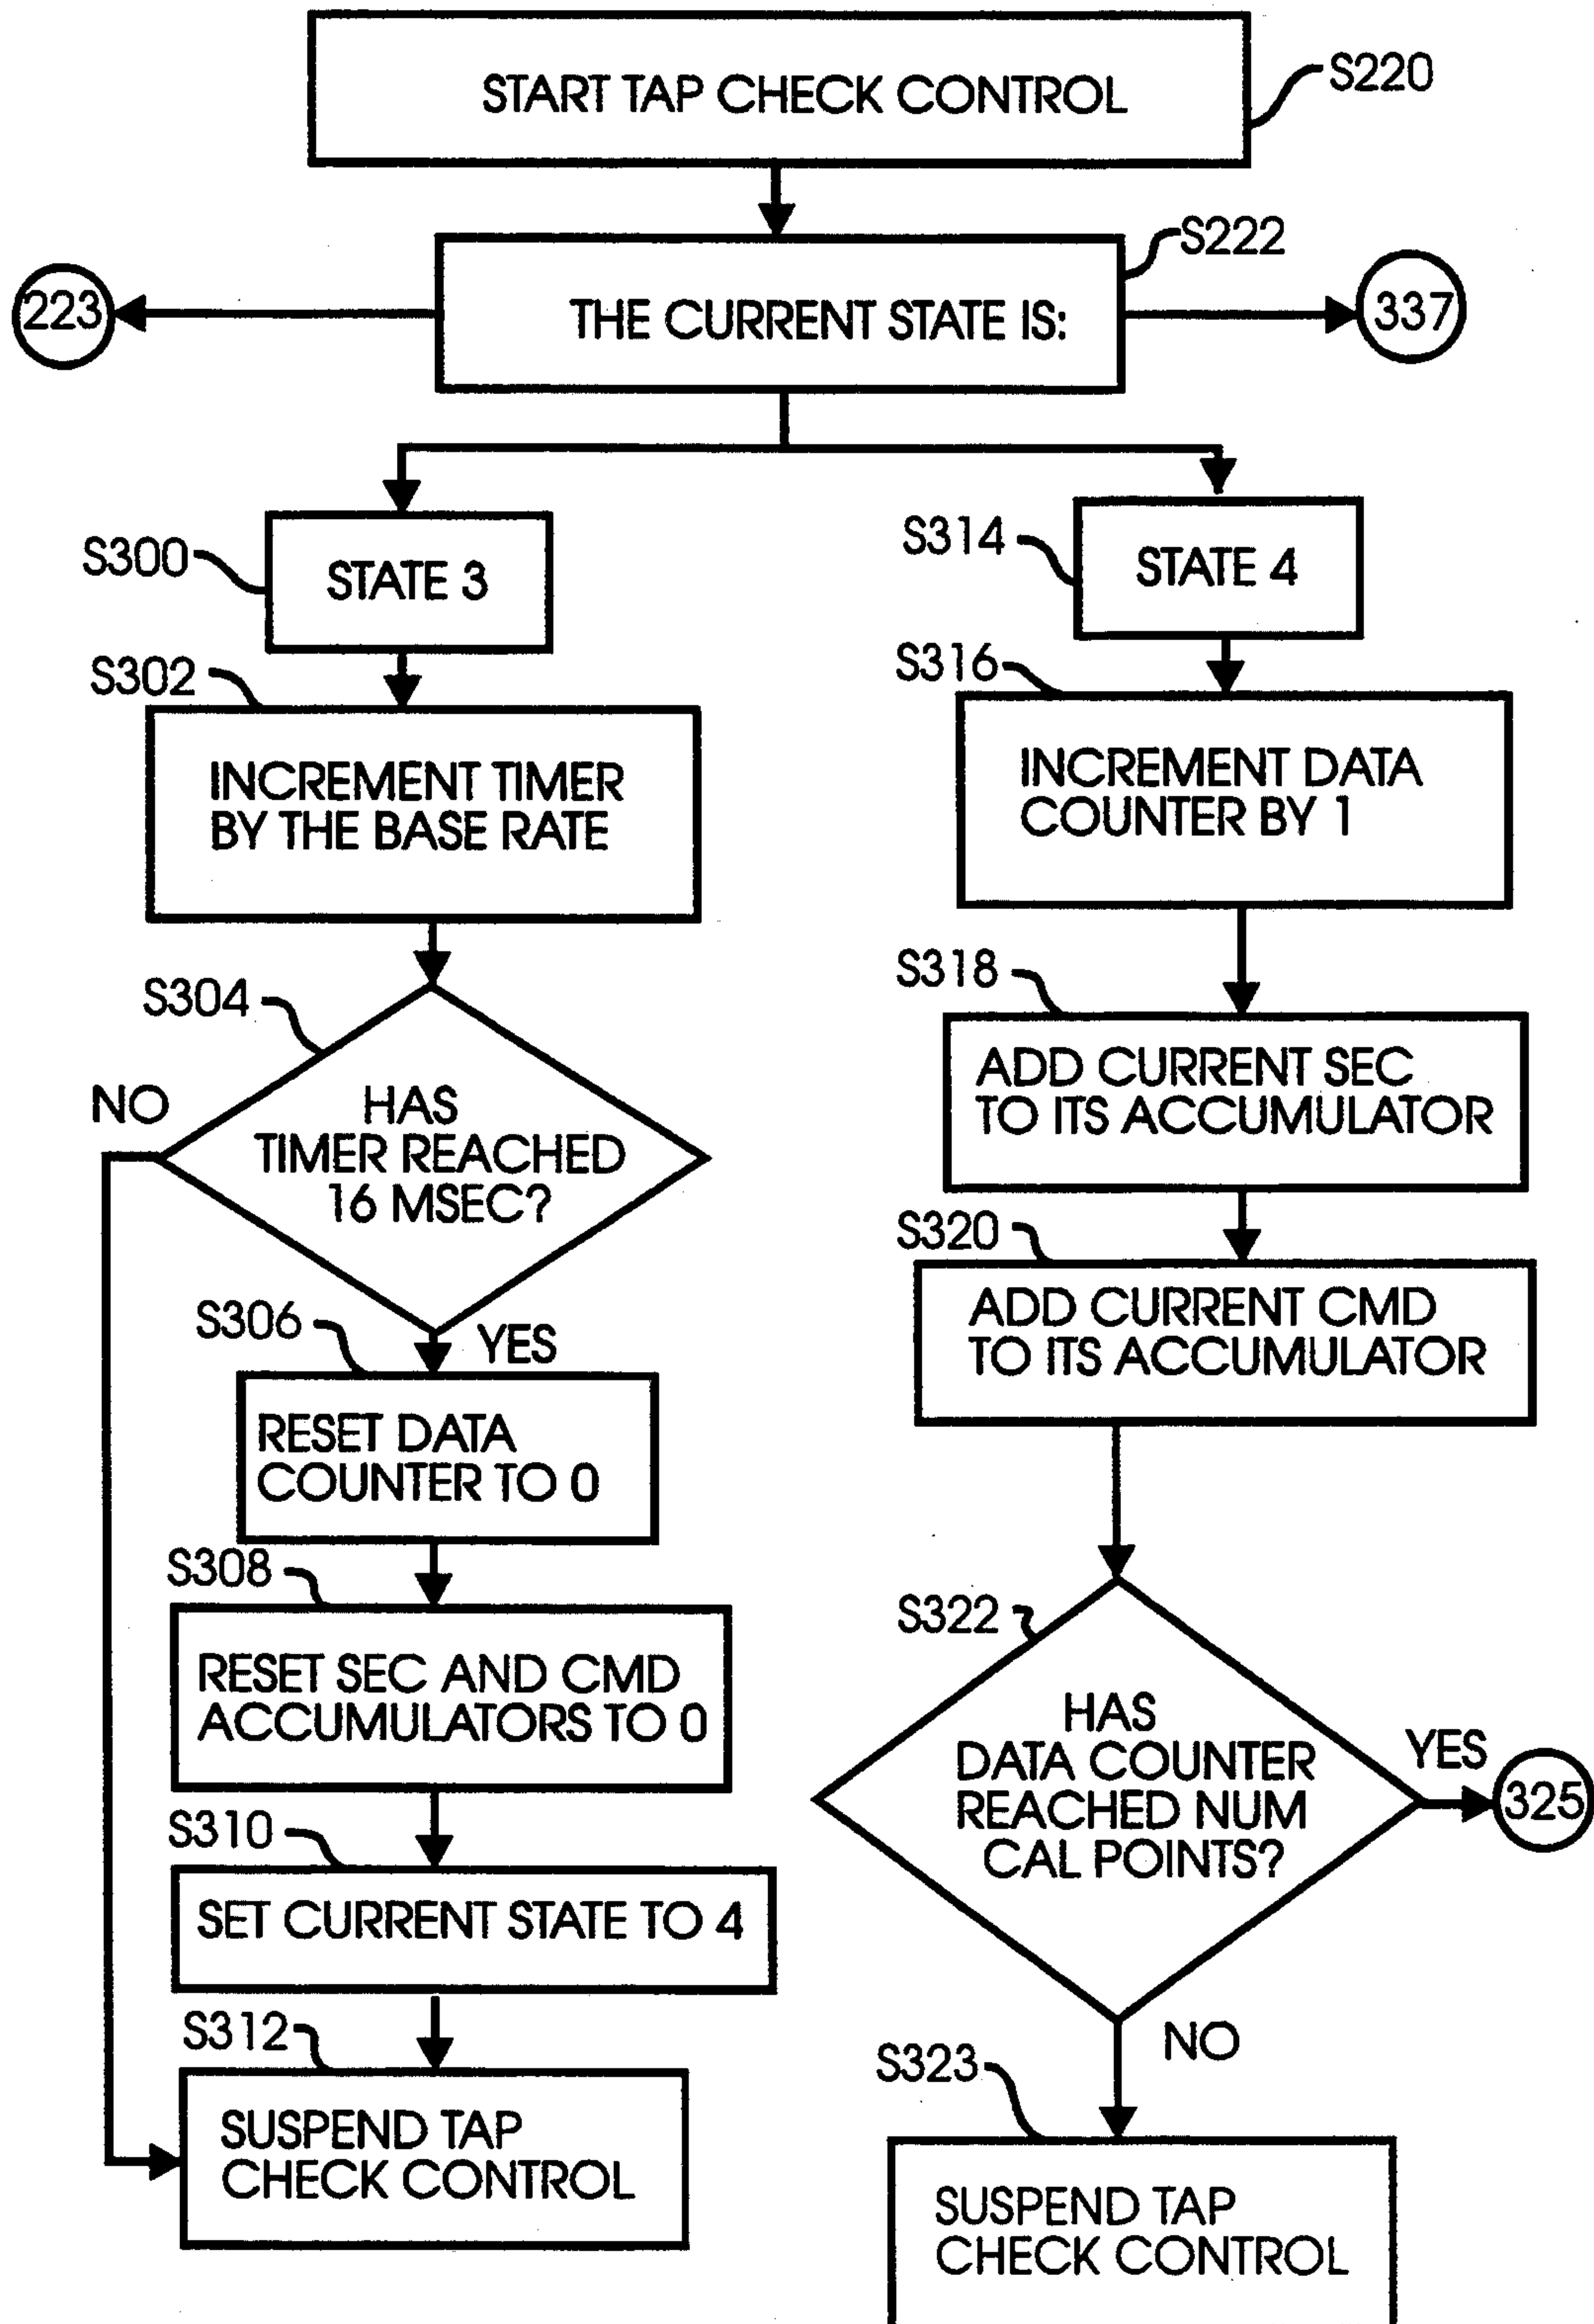 START TAP CHECK CONTROL
S220
S222
223
THE CURRENT STATE IS:
337
S300
STATE 3
S314
STATE 4
S302
INCREMENT TIMER
BY THE BASE RATE
S316
INCREMENT DATA
COUNTER BY 1
S304
NO
HAS
TIMER REACHED
16 MSEC?
S318
ADD CURRENT SEC
TO ITS ACCUMULATOR
S306
YES
RESET DATA
COUNTER TO 0
S320
ADD CURRENT CMD
TO ITS ACCUMULATOR
S308
RESET SEC AND CMD
ACCUMULATORS TO 0
S322
HAS
DATA COUNTER
REACHED NUM
CAL POINTS?
YES
325
S310
SET CURRENT STATE TO 4
S312
SUSPEND TAP
CHECK CONTROL
NO
S323
SUSPEND TAP
CHECK CONTROL